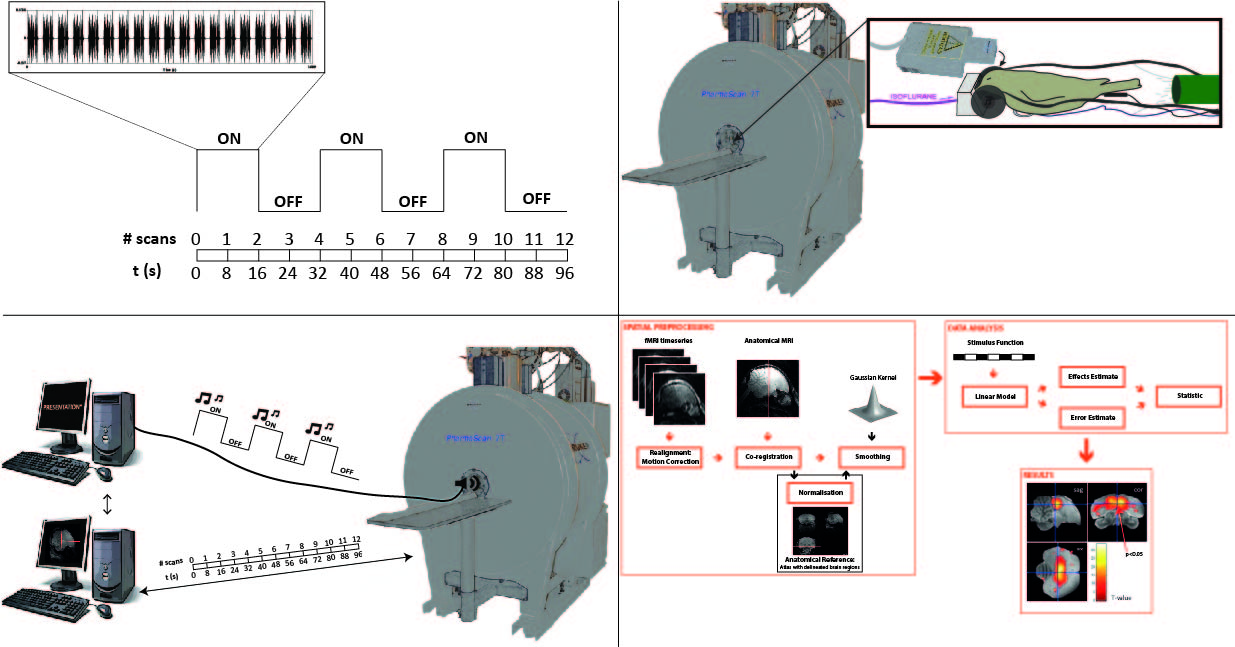 Time (s)
ON ON ON
OFF OFF OFF
# scans 0 1 2 3 4 5 6 7 8 9 10 11 12
t (s) 0 8 16 24 32 40 48 56 64 72 80 88 96
PharmaScan 7T
ISOFLURANE
PRESENTATION®
ON
OFF
ON
OFF
ON
OFF
PharmaScan 7T
# scans 0 1 2 3 4 5 6 7 8 9 10 11 12
t (s) 0 8 16 24 32 40 48 56 64 72 80 88 96
SPATIAL PREPROCESSING
fMRI timeseries
Anatomical MRI
Gaussian Kernel
Realignment:
Motion Correction
Co-registration
Smoothing
Normalisation
Anatomical Reference:
Atlas with delineated brain regions
DATA ANALYSIS
Stimulus Function
Linear Model
Effects Estimate
Error Estimate
Statistic
RESULTS
sag
cor
p<0.05
T-value